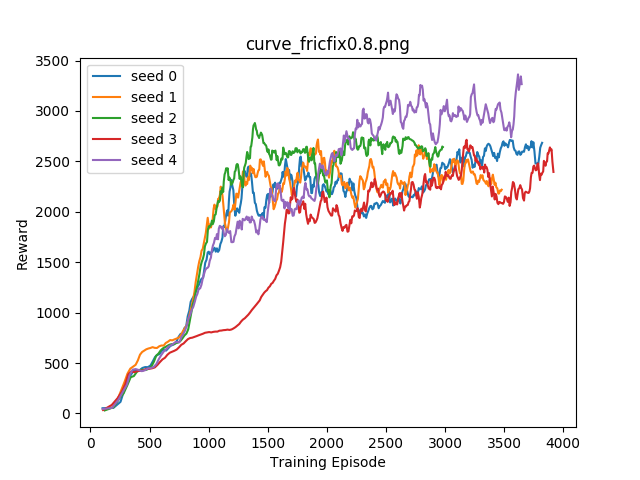 curve_fricfix0.8.png
3500
3000
2500
2000
1500
1000
500
0
Reward
seed 0
seed 1
seed 2
seed 3
seed 4
0 500 1000 1500 2000 2500 3000 3500 4000
Training Episode